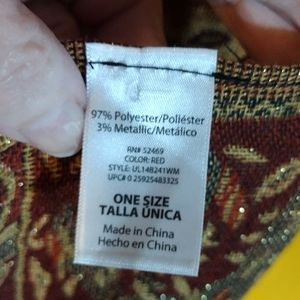 97% Polyester/Poliéster
3% Metallic/Metálico
RN# 52469
COLOR: RED
STYLE: UL14B241WM
UPC# 0 25925483325
ONE SIZE
TALLA ÚNICA
Made in China
Hecho en China